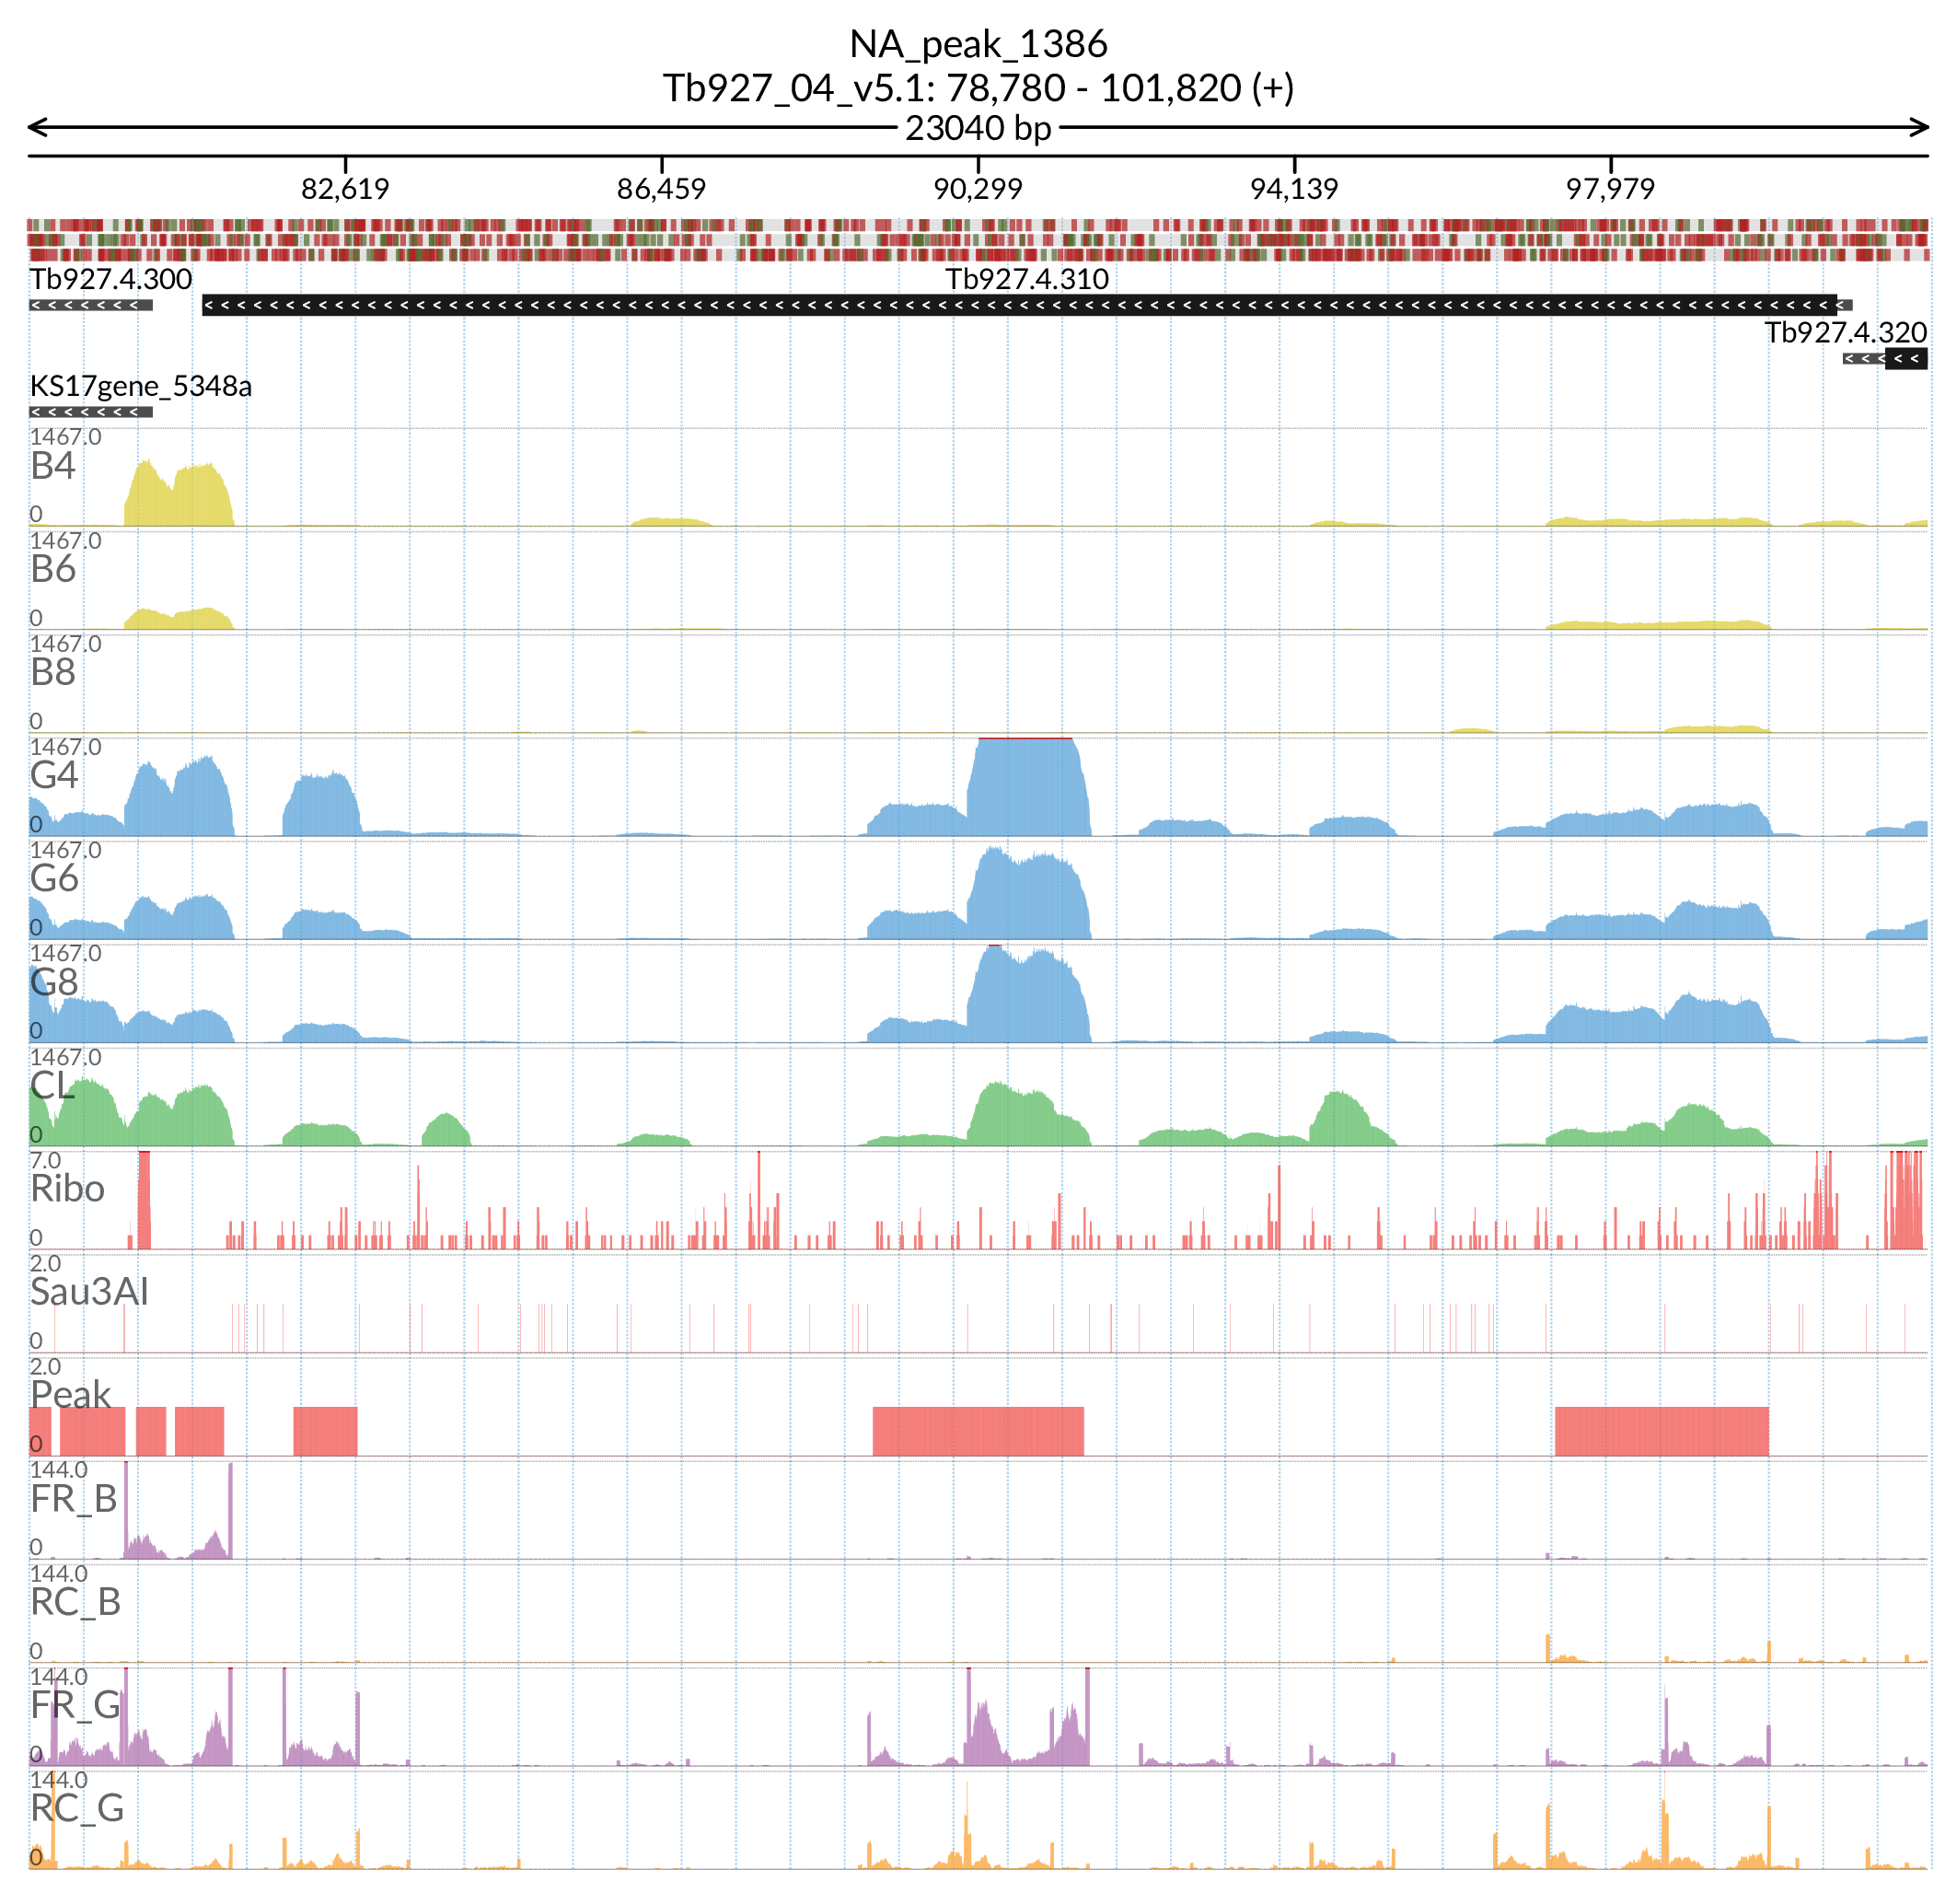 NA_peak_1386
Tb927_04_v5.1: 78,780 - 101,820 (+)
23040 bp
82,619 86,459 90,299 94,139 97,979
Tb927.4.300 Tb927.4.310
Tb927.4.320
KS17gene_5348a
1467.0
B4
0
1467.0
B6
0
1467.0
B8
0
1467.0
G4
0
1467.0
G6
0
1467.0
G8
0
1467.0
CL
0
7.0
Ribo
0
2.0
Sau3AI
0
2.0
Peak
0
144.0
FR_B
0
144.0
RC_B
0
144.0
FR_G
0
144.0
RC_G
0